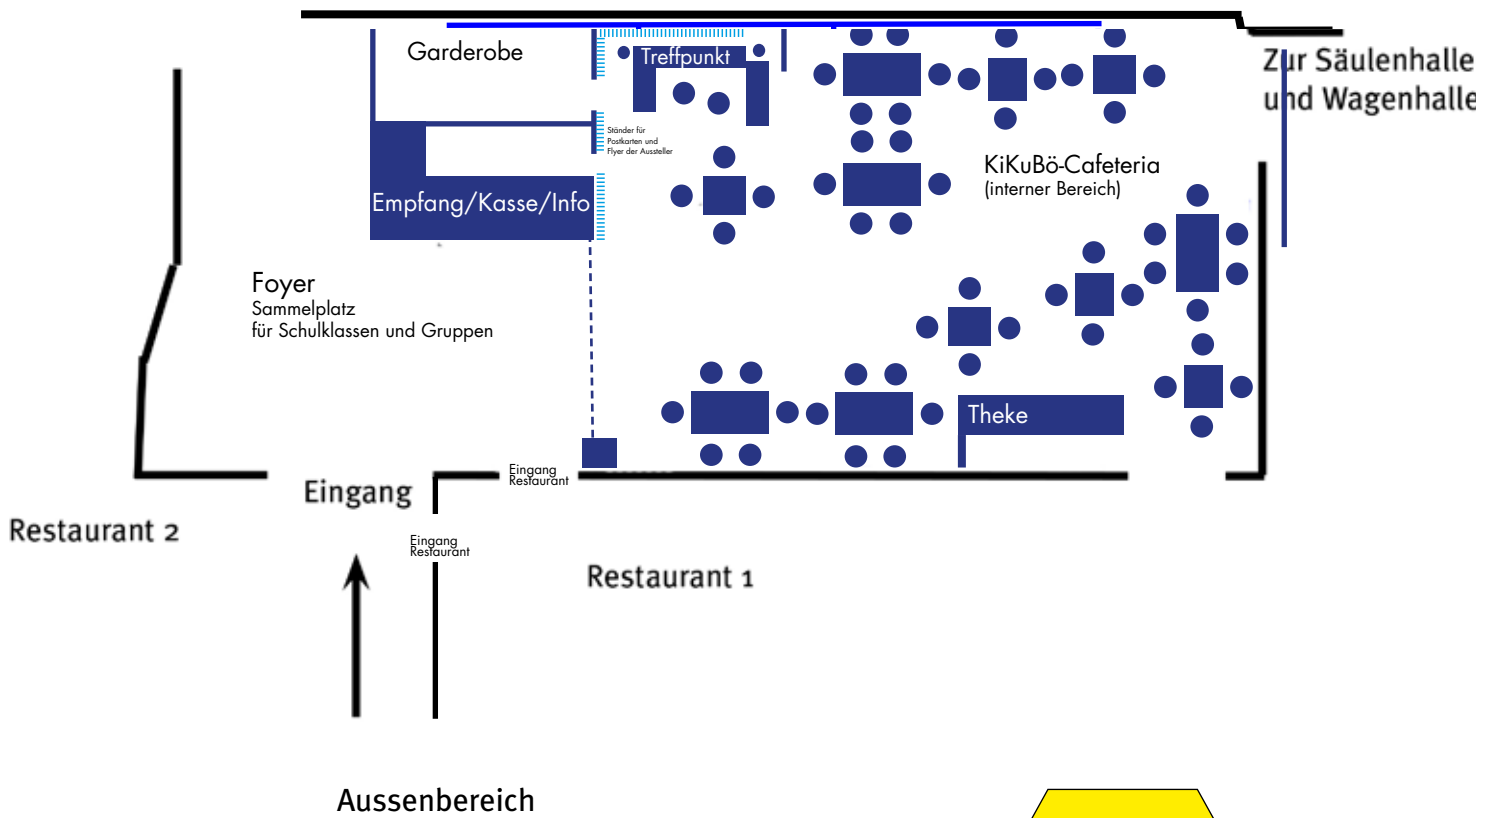 Garderobe
Treffpunkt
Zur Säulenhalle
und Wagenhalle
Ständer für
Postkarten und
Flyer der Aussteller
KiKuBö-Cafeteria
(interner Bereich)
Empfang/Kasse/Info
Foyer
Sammelplatz
für Schulklassen und Gruppen
Theke
Eingang
Restaurant
Eingang
Restaurant 2
Eingang
Restaurant
Restaurant 1
Aussenbereich